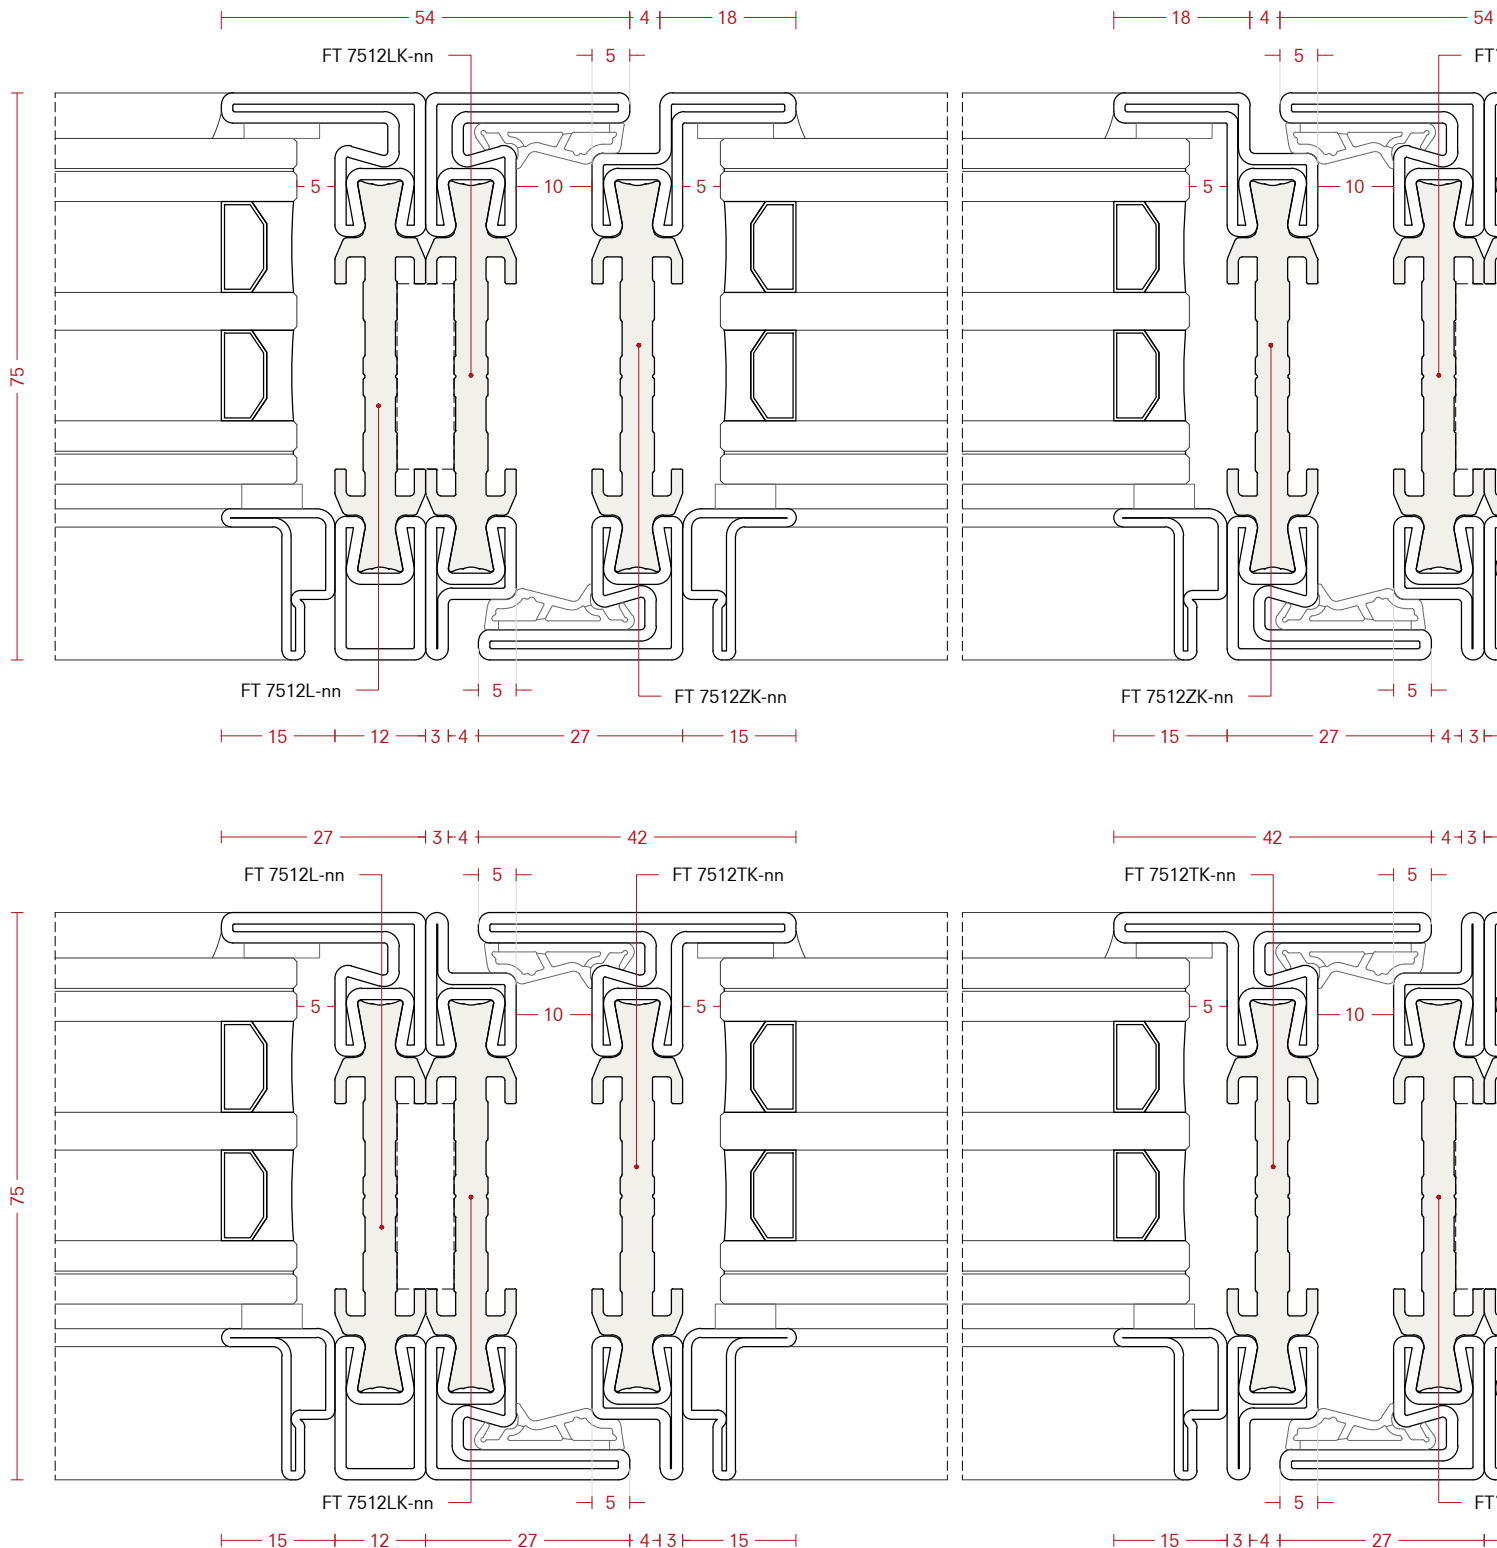 54 4 18 18 4 54
FT 7512LK-nn 5 5 FT
5 10 5 5 10
75
FT 7512L-nn 5 FT 7512ZK-nn FT 7512ZK-nn 5
15 12 3 4 27 15 15 27 4 3
27 3 4 42 42 4 3
FT 7512L-nn 5 FT 7512TK-nn FT 7512TK-nn 5
5 10 5 5 10
75
FT 7512LK-nn 5 5 FT
15 12 27 4 3 15 15 3 4 27